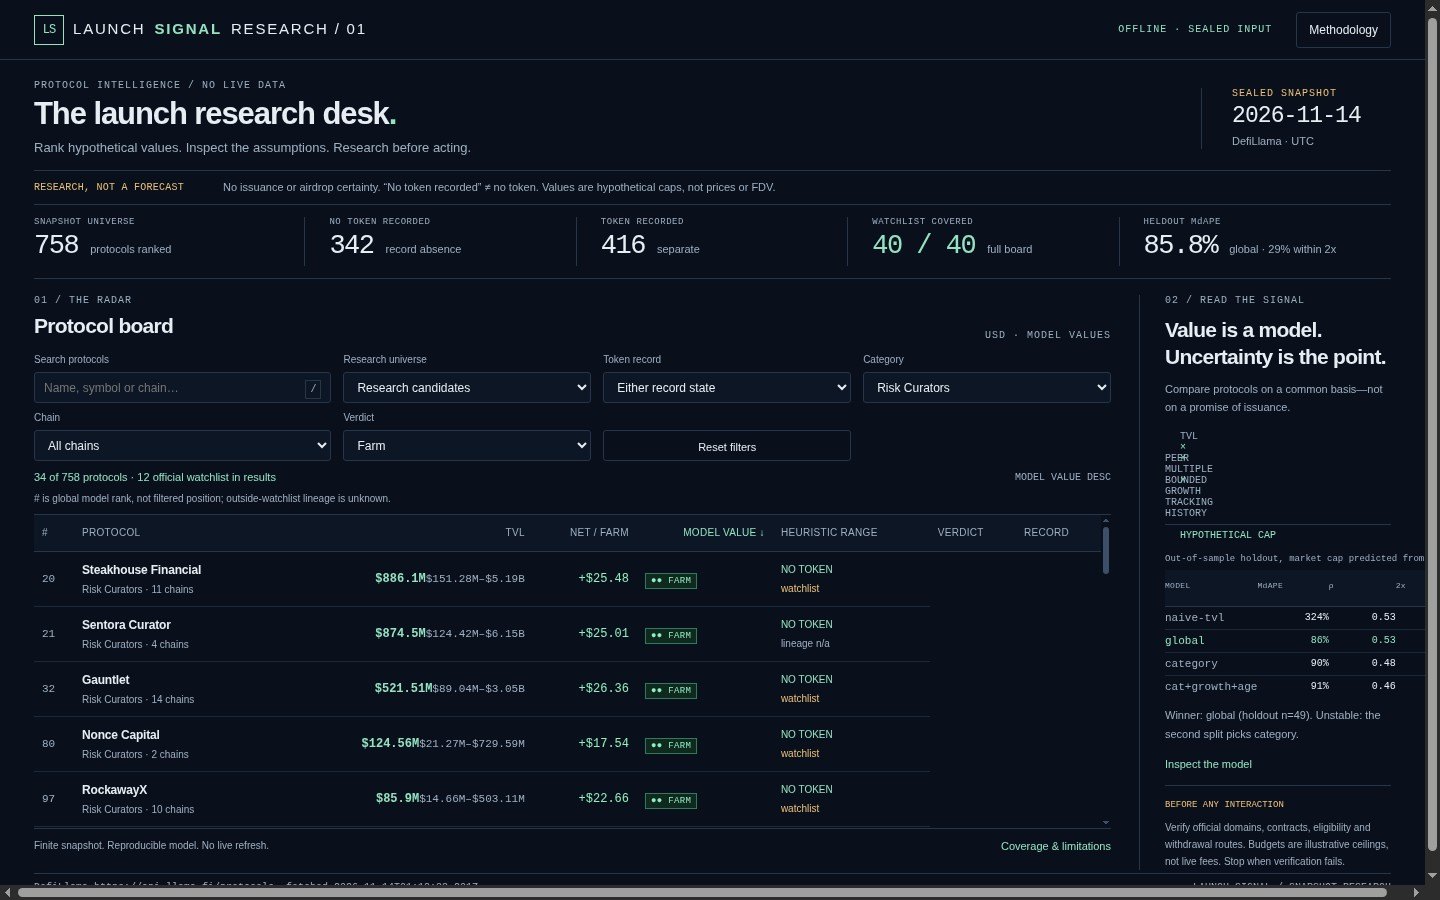 LS LAUNCH SIGNAL RESEARCH / 01
OFFLINE · SEALED INPUT
Methodology
PROTOCOL INTELLIGENCE / NO LIVE DATA
The launch research desk.
Rank hypothetical values. Inspect the assumptions. Research before acting.
SEALED SNAPSHOT
2026-11-14
DefiLlama · UTC
RESEARCH, NOT A FORECAST
No issuance or airdrop certainty. “No token recorded” ≠ no token. Values are hypothetical caps, not prices or FDV.
SNAPSHOT UNIVERSE
758 protocols ranked
NO TOKEN RECORDED
342 record absence
TOKEN RECORDED
416 separate
WATCHLIST COVERED
40 / 40 full board
HELDOUT MdAPE
85.8% global · 29% within 2x
01 / THE RADAR
Protocol board
USD · MODEL VALUES
Search protocols
Name, symbol or chain… /
Research universe
Research candidates
Token record
Either record state
Category
Risk Curators
Chain
All chains
Verdict
Farm
Reset filters
34 of 758 protocols · 12 official watchlist in results
MODEL VALUE DESC
# is global model rank, not filtered position; outside-watchlist lineage is unknown.
# PROTOCOL TVL NET / FARM MODEL VALUE ↓ HEURISTIC RANGE VERDICT RECORD
20 Steakhouse Financial $886.1M$151.28M–$5.19B +$25.48 ●● FARM NO TOKEN
Risk Curators · 11 chains watchlist
21 Sentora Curator $874.5M$124.42M–$6.15B +$25.01 ●● FARM NO TOKEN
Risk Curators · 4 chains lineage n/a
32 Gauntlet $521.51M$89.04M–$3.05B +$26.36 ●● FARM NO TOKEN
Risk Curators · 14 chains watchlist
80 Nonce Capital $124.56M$21.27M–$729.59M +$17.54 ●● FARM NO TOKEN
Risk Curators · 2 chains watchlist
97 RockawayX $85.9M$14.66M–$503.11M +$22.66 ●● FARM NO TOKEN
Risk Curators · 10 chains watchlist
Finite snapshot. Reproducible model. No live refresh.
Coverage & limitations
02 / READ THE SIGNAL
Value is a model.
Uncertainty is the point.
Compare protocols on a common basis—not
on a promise of issuance.
TVL
×
PEER
MULTIPLE
BOUNDED
GROWTH
TRACKING
HISTORY
HYPOTHETICAL CAP
Out-of-sample holdout, market cap predicted from
MODEL MdAPE ρ 2x
naive-tvl 324% 0.53
global 86% 0.53
category 90% 0.48
cat+growth+age 91% 0.46
Winner: global (holdout n=49). Unstable: the
second split picks category.
Inspect the model
BEFORE ANY INTERACTION
Verify official domains, contracts, eligibility and
withdrawal routes. Budgets are illustrative ceilings,
not live fees. Stop when verification fails.